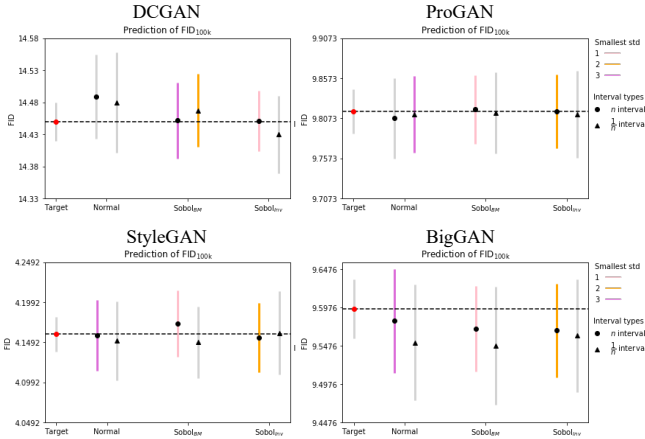 DCGAN
Prediction of FID100k
14.58
14.53
14.48
14.43
14.38
14.33
FID
Target
Normal
SobolBM
SobolInv
ProGAN
Prediction of FID100k
9.9073
9.8573
9.8073
9.7573
9.7073
FID
Target
Normal
SobolBM
SobolInv
Smallest std
1
2
3
Interval types
n interval
1/n interval
StyleGAN
Prediction of FID100k
4.2492
4.1992
4.1492
4.0992
4.0492
FID
Target
Normal
SobolBM
SobolInv
BigGAN
Prediction of FID100k
9.6476
9.5976
9.5476
9.4976
9.4476
FID
Target
Normal
SobolBM
SobolInv
Smallest std
1
2
3
Interval types
n interval
1/n interval